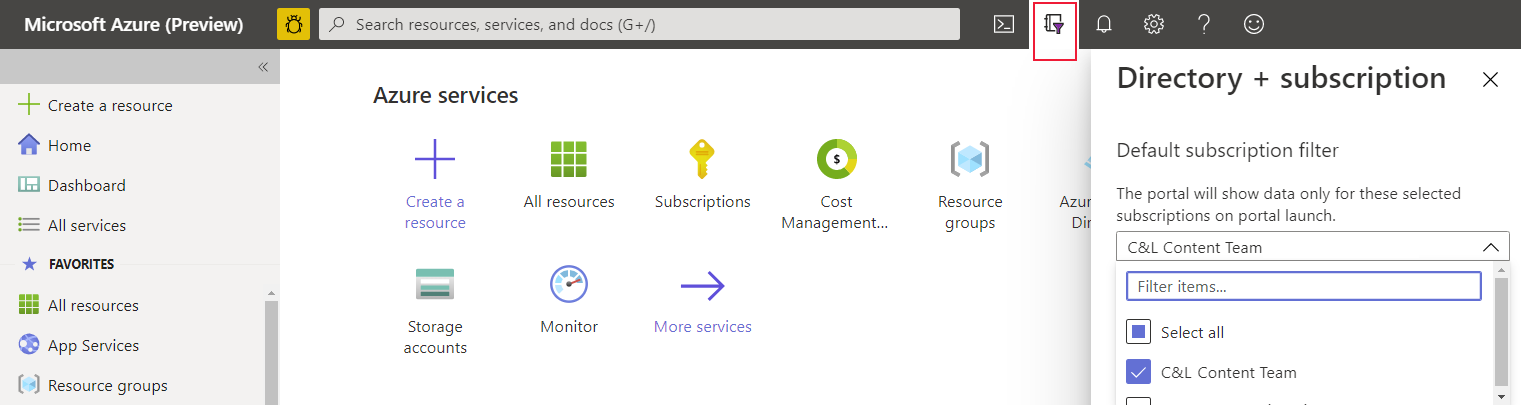 Microsoft Azure (Preview)
Search resources, services, and docs (G+/)
Create a resource
Home
Dashboard
All services
FAVORITES
All resources
App Services
Resource groups
Azure services
Create a
resource
All resources
Subscriptions
Cost
Management...
Resource
groups
Storage
accounts
Monitor
More services
Directory + subscription
Default subscription filter
The portal will show data only for these selected
subscriptions on portal launch.
C&L Content Team
Filter items...
Select all
C&L Content Team